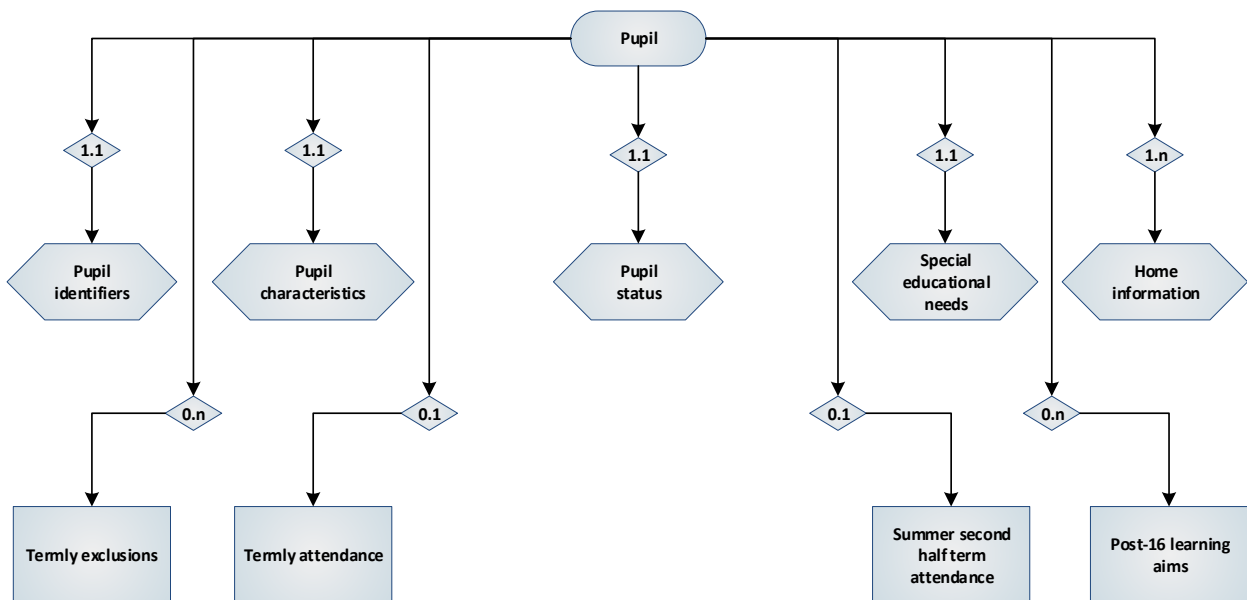 Pupil
1.1
1.1
1.1
1.1
1.n
Pupil
identifiers
Pupil
characteristics
Pupil
status
Special
educational
needs
Home
information
0.n
0.1
0.1
0.n
Termly exclusions
Termly attendance
Summer second
half term
attendance
Post-16 learning
aims